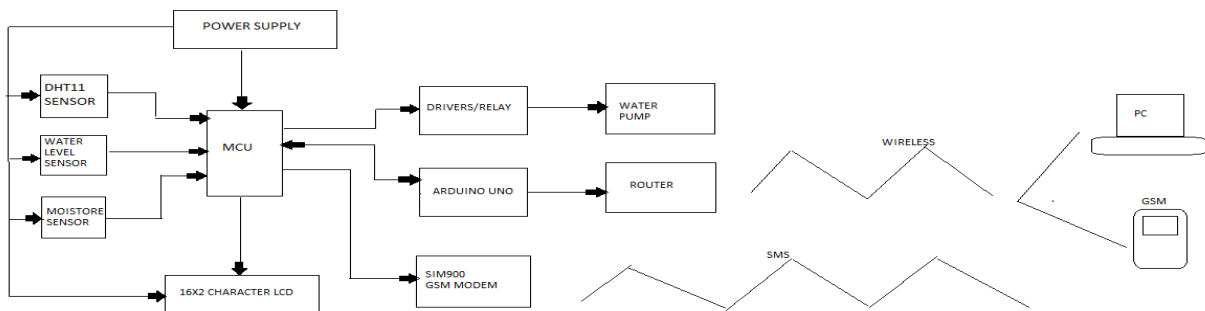 POWER SUPPLY
DHT11
SENSOR
WATER
LEVEL
SENSOR
MOISTORE
SENSOR
MCU
16X2 CHARACTER LCD
DRIVERS/RELAY
WATER
PUMP
ARDUINO UNO
ROUTER
SIM900
GSM MODEM
WIRELESS
SMS
PC
GSM